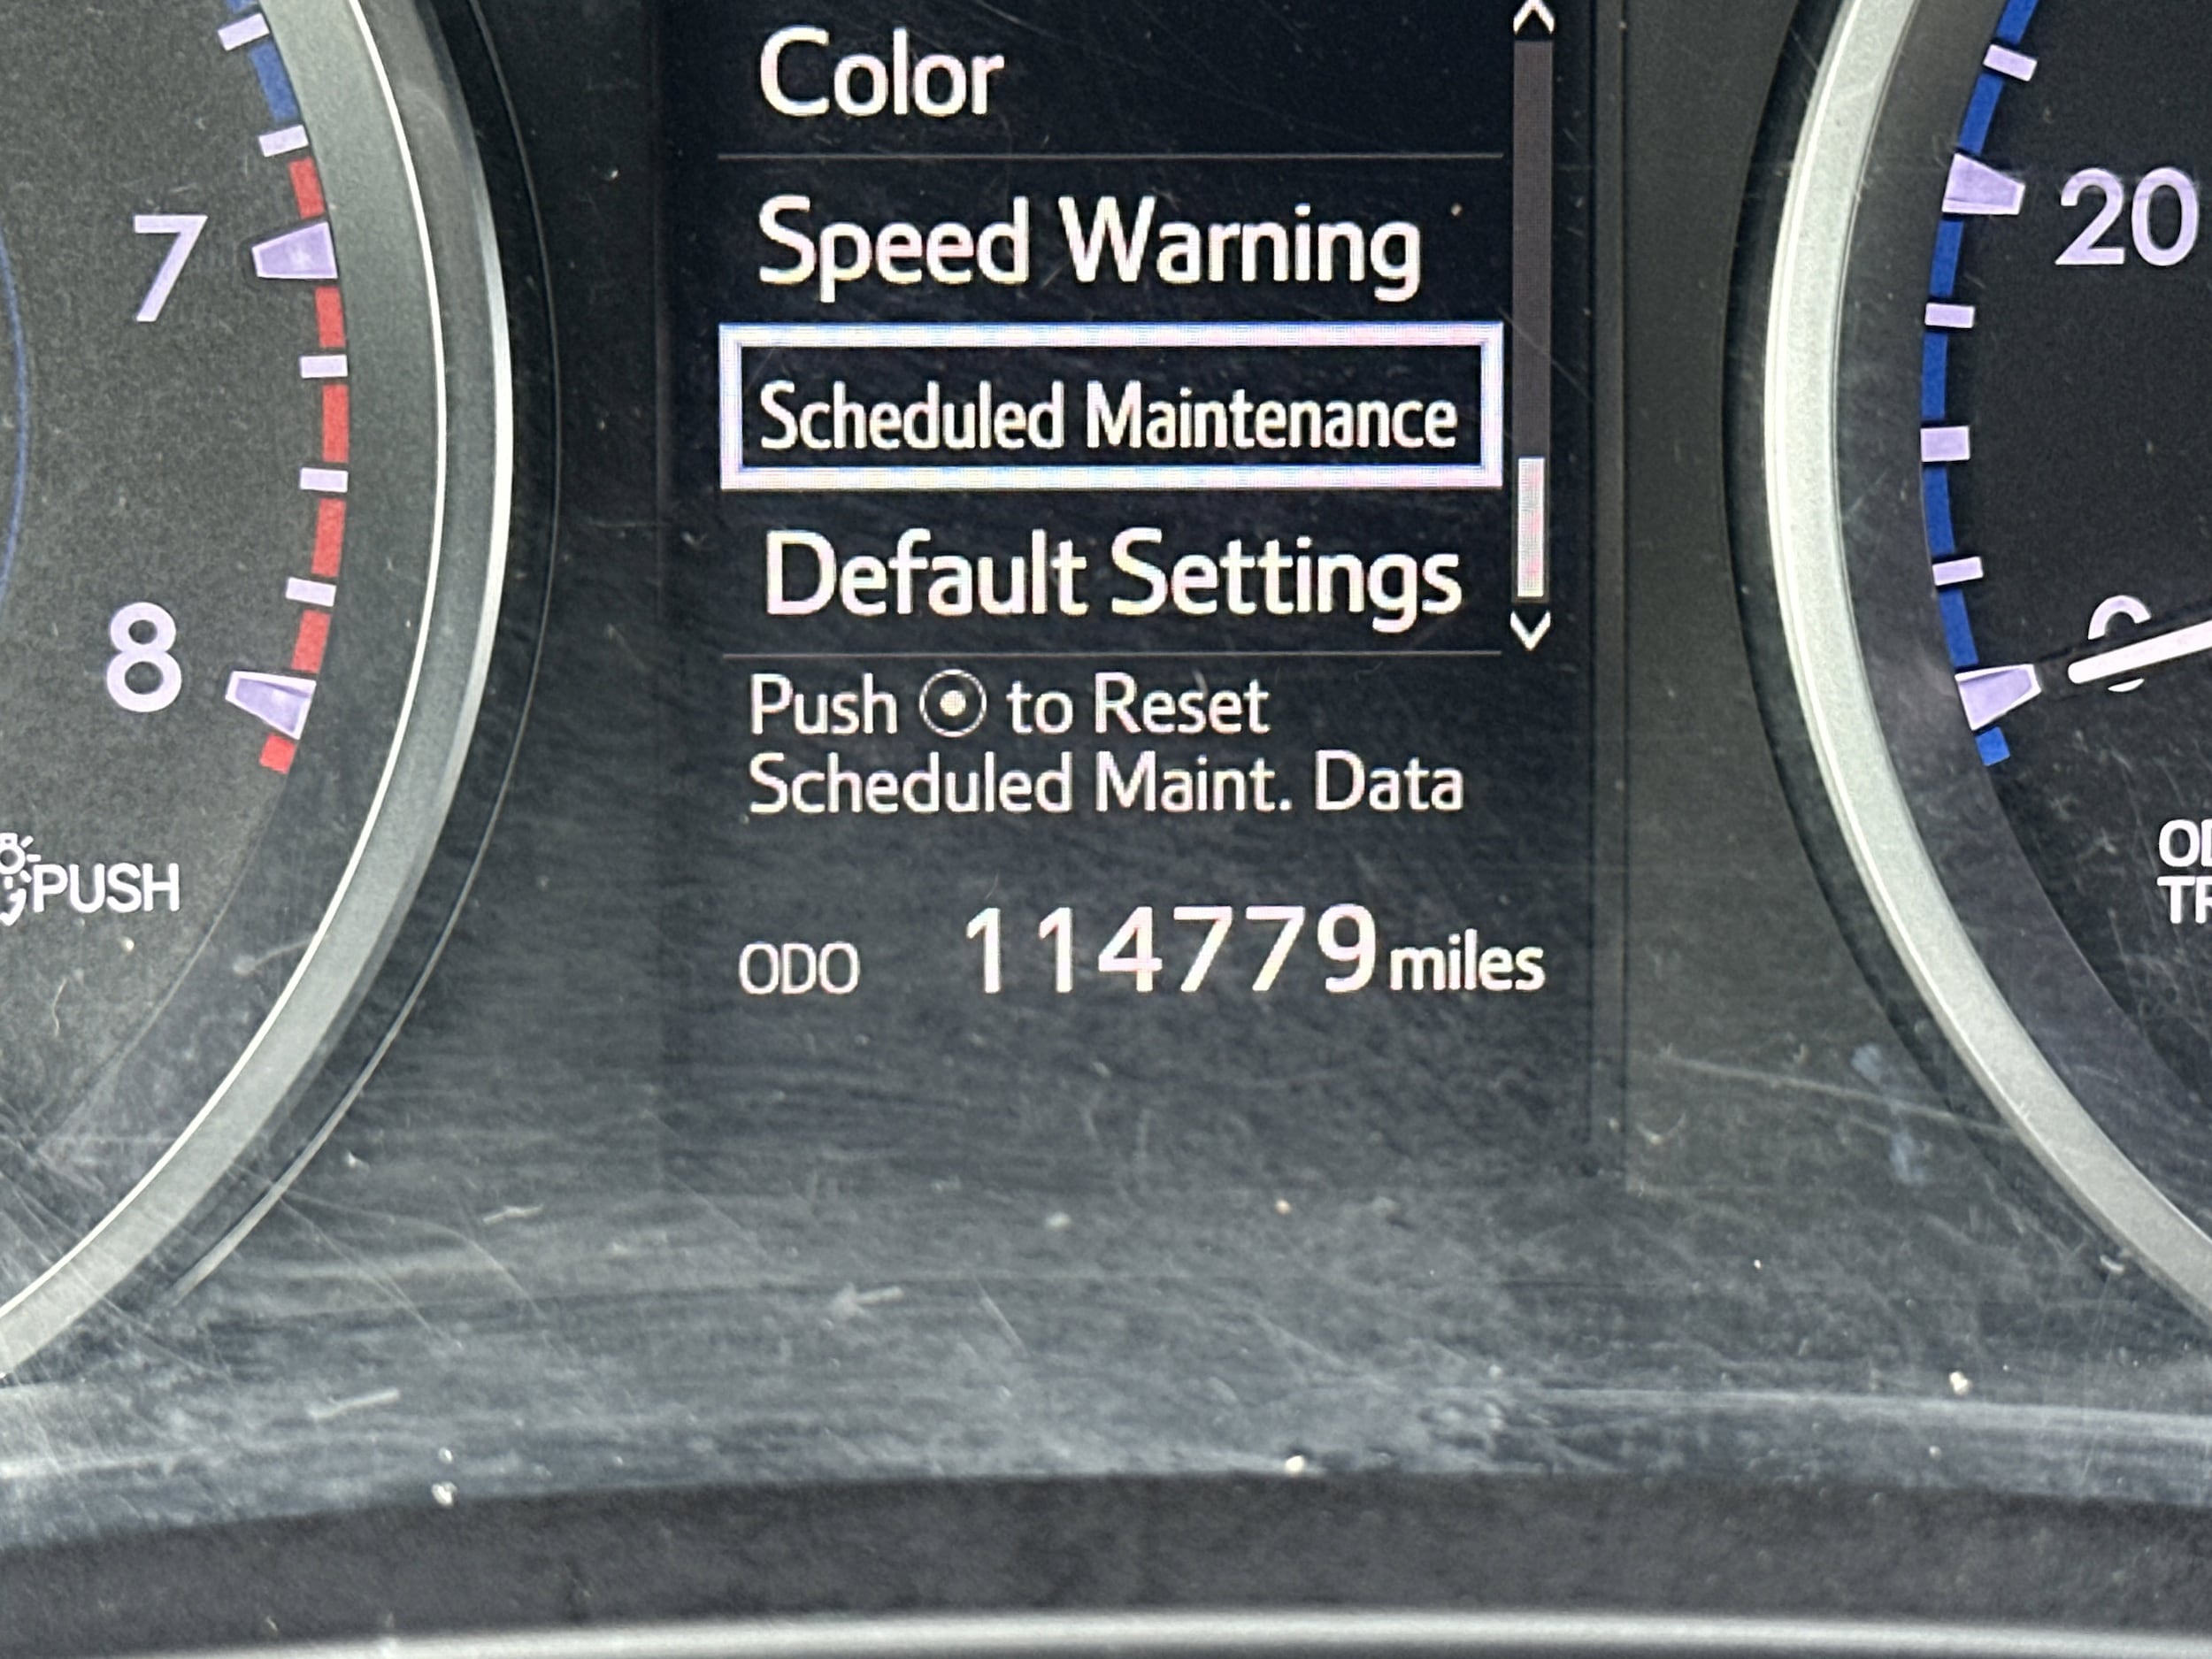 Color
Speed Warning
Scheduled Maintenance
Default Settings
Push to Reset
Scheduled Maint. Data
ODO 114779 miles
7
8
PUSH
20
0